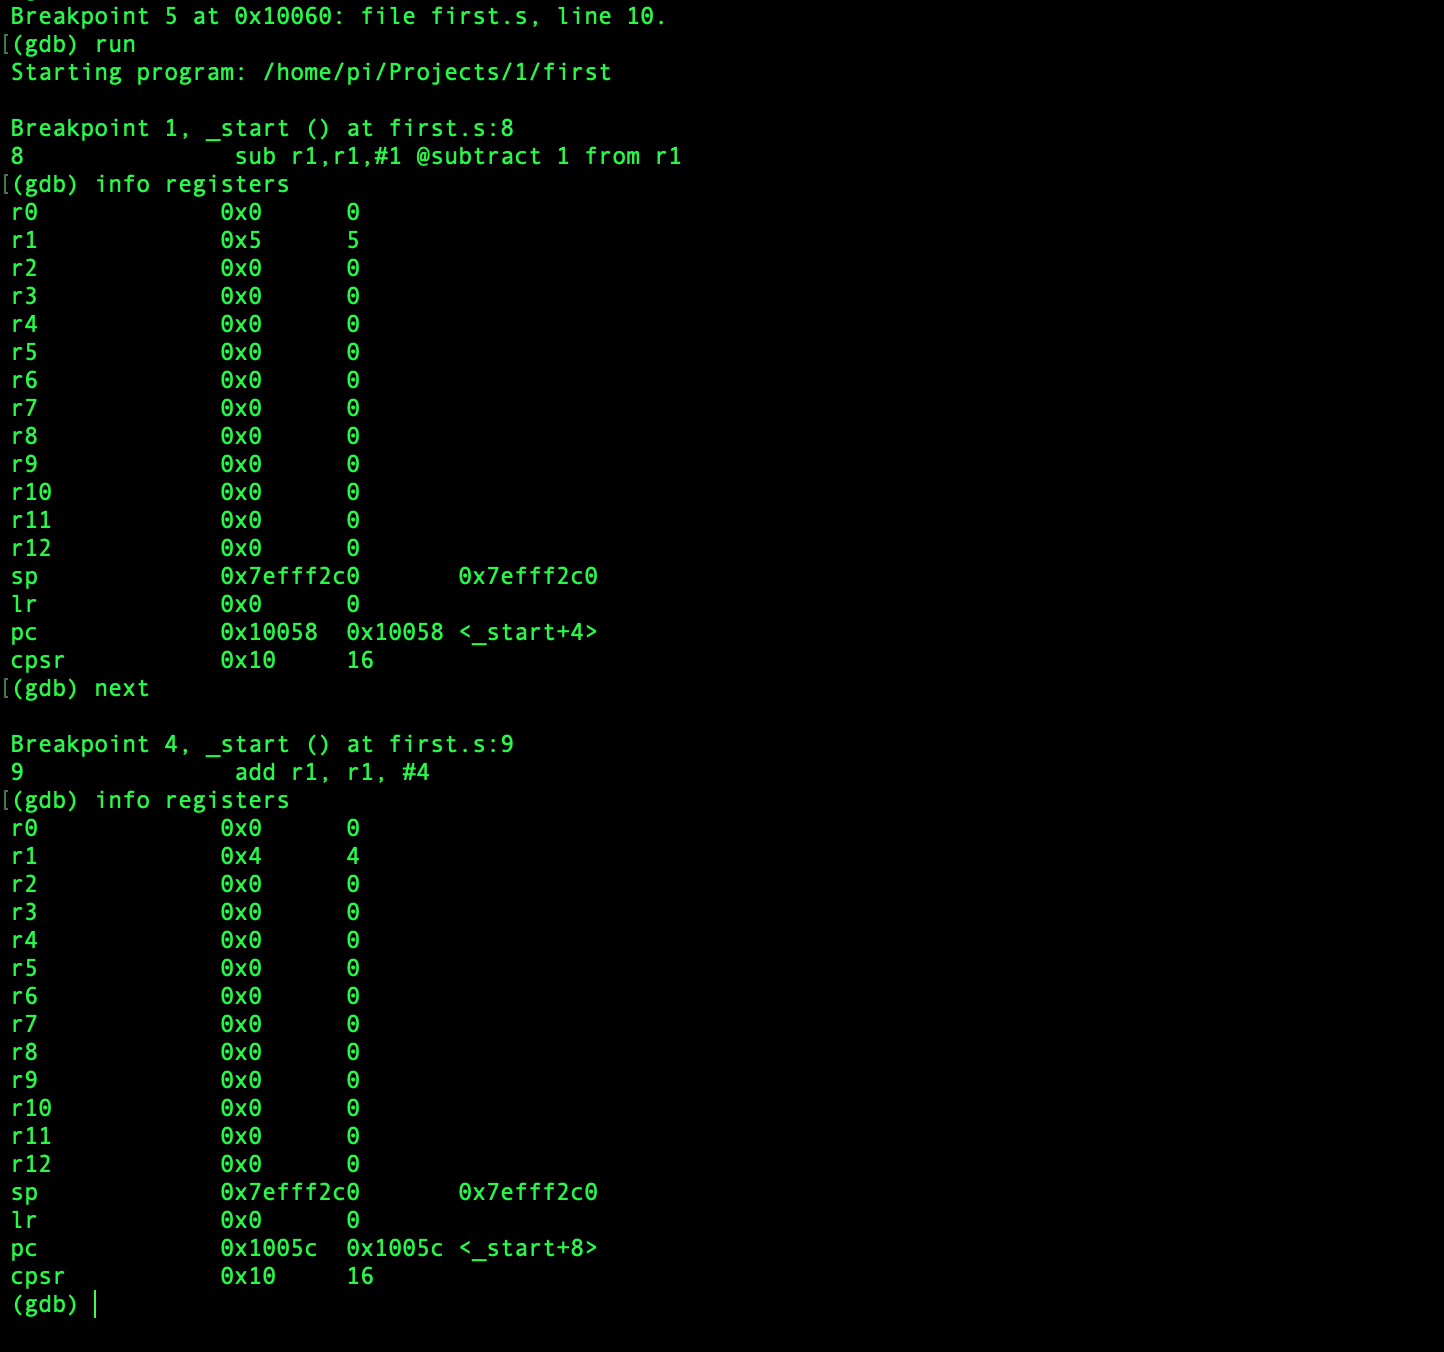 Breakpoint 5 at 0x10060: file first.s, line 10.
[(gdb) run
Starting program: /home/pi/Projects/1/first
Breakpoint 1, _start () at first.s:8
8               sub r1,r1,#1 @subtract 1 from r1
[(gdb) info registers
r0             0x0      0
r1             0x5      5
r2             0x0      0
r3             0x0      0
r4             0x0      0
r5             0x0      0
r6             0x0      0
r7             0x0      0
r8             0x0      0
r9             0x0      0
r10            0x0      0
r11            0x0      0
r12            0x0      0
sp             0x7efff2c0       0x7efff2c0
lr             0x0      0
pc             0x10058  0x10058 <_start+4>
cpsr           0x10     16
[(gdb) next
Breakpoint 4, _start () at first.s:9
9               add r1, r1, #4
[(gdb) info registers
r0             0x0      0
r1             0x4      4
r2             0x0      0
r3             0x0      0
r4             0x0      0
r5             0x0      0
r6             0x0      0
r7             0x0      0
r8             0x0      0
r9             0x0      0
r10            0x0      0
r11            0x0      0
r12            0x0      0
sp             0x7efff2c0       0x7efff2c0
lr             0x0      0
pc             0x1005c  0x1005c <_start+8>
cpsr           0x10     16
(gdb)